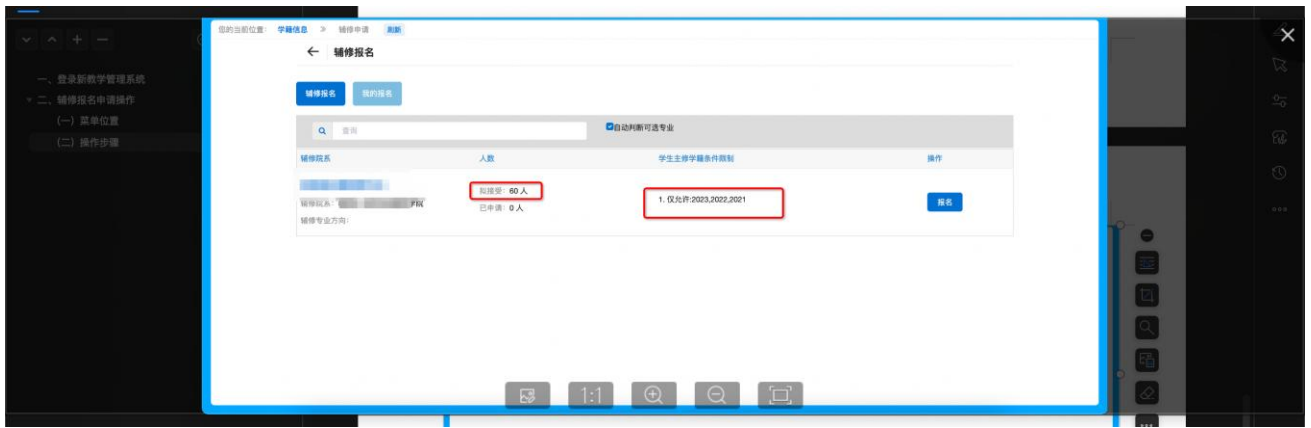 您的当前位置: 学籍信息 » 辅修申请 刷新
← 辅修报名
一、登录新教学管理系统
二、辅修报名申请操作
(一) 菜单位置
(二) 操作步骤
辅修报名 我的报名
查询 自动判断可选专业
辅修院系 人数 学生主修学籍条件限制 操作
拟接受: 60 人
1. 仅允许:2023,2022,2021 报名
辅修院系: 学院
已申请: 0 人
辅修专业方向:
1:1